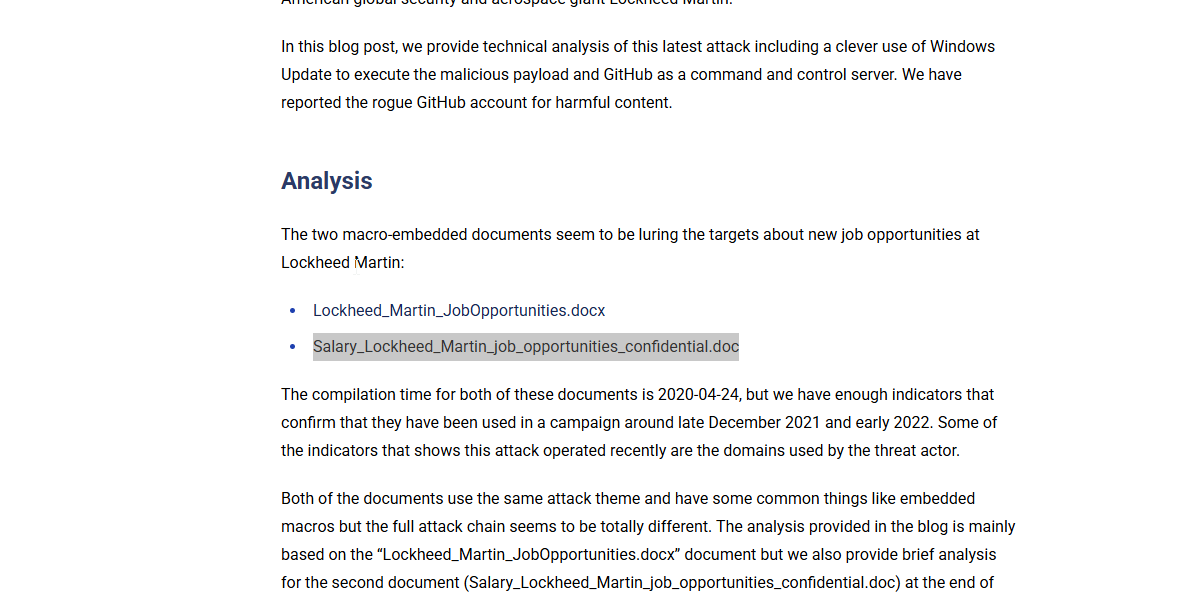 American global security and aerospace giant Lockheed Martin.
In this blog post, we provide technical analysis of this latest attack including a clever use of Windows
Update to execute the malicious payload and GitHub as a command and control server. We have
reported the rogue GitHub account for harmful content.
Analysis
The two macro-embedded documents seem to be luring the targets about new job opportunities at
Lockheed Martin:
• Lockheed_Martin_JobOpportunities.docx
• Salary_Lockheed_Martin_job_opportunities_confidential.doc
The compilation time for both of these documents is 2020-04-24, but we have enough indicators that
confirm that they have been used in a campaign around late December 2021 and early 2022. Some of
the indicators that shows this attack operated recently are the domains used by the threat actor.
Both of the documents use the same attack theme and have some common things like embedded
macros but the full attack chain seems to be totally different. The analysis provided in the blog is mainly
based on the “Lockheed_Martin_JobOpportunities.docx” document but we also provide brief analysis
for the second document (Salary_Lockheed_Martin_job_opportunities_confidential.doc) at the end of